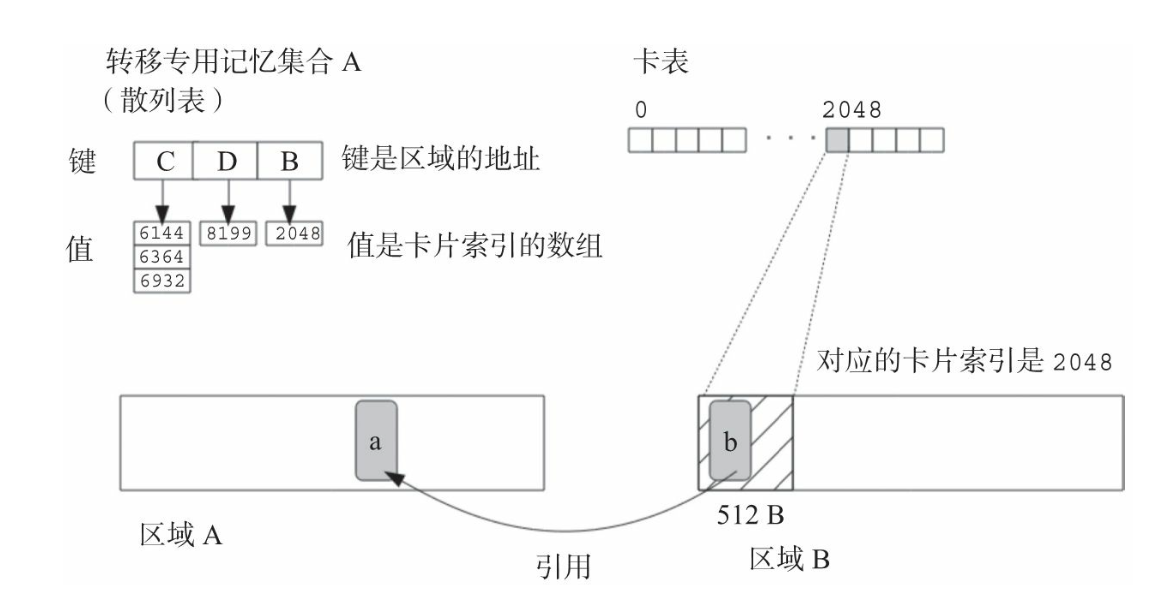 转移专用记忆集合 A
（散列表）
键
C D B
键是区域的地址
值
6144 8199 2048
6364
6932
值是卡片索引的数组
卡表
0 2048
· · ·
对应的卡片索引是 2048
a
b
512 B
区域 A
引用
区域 B